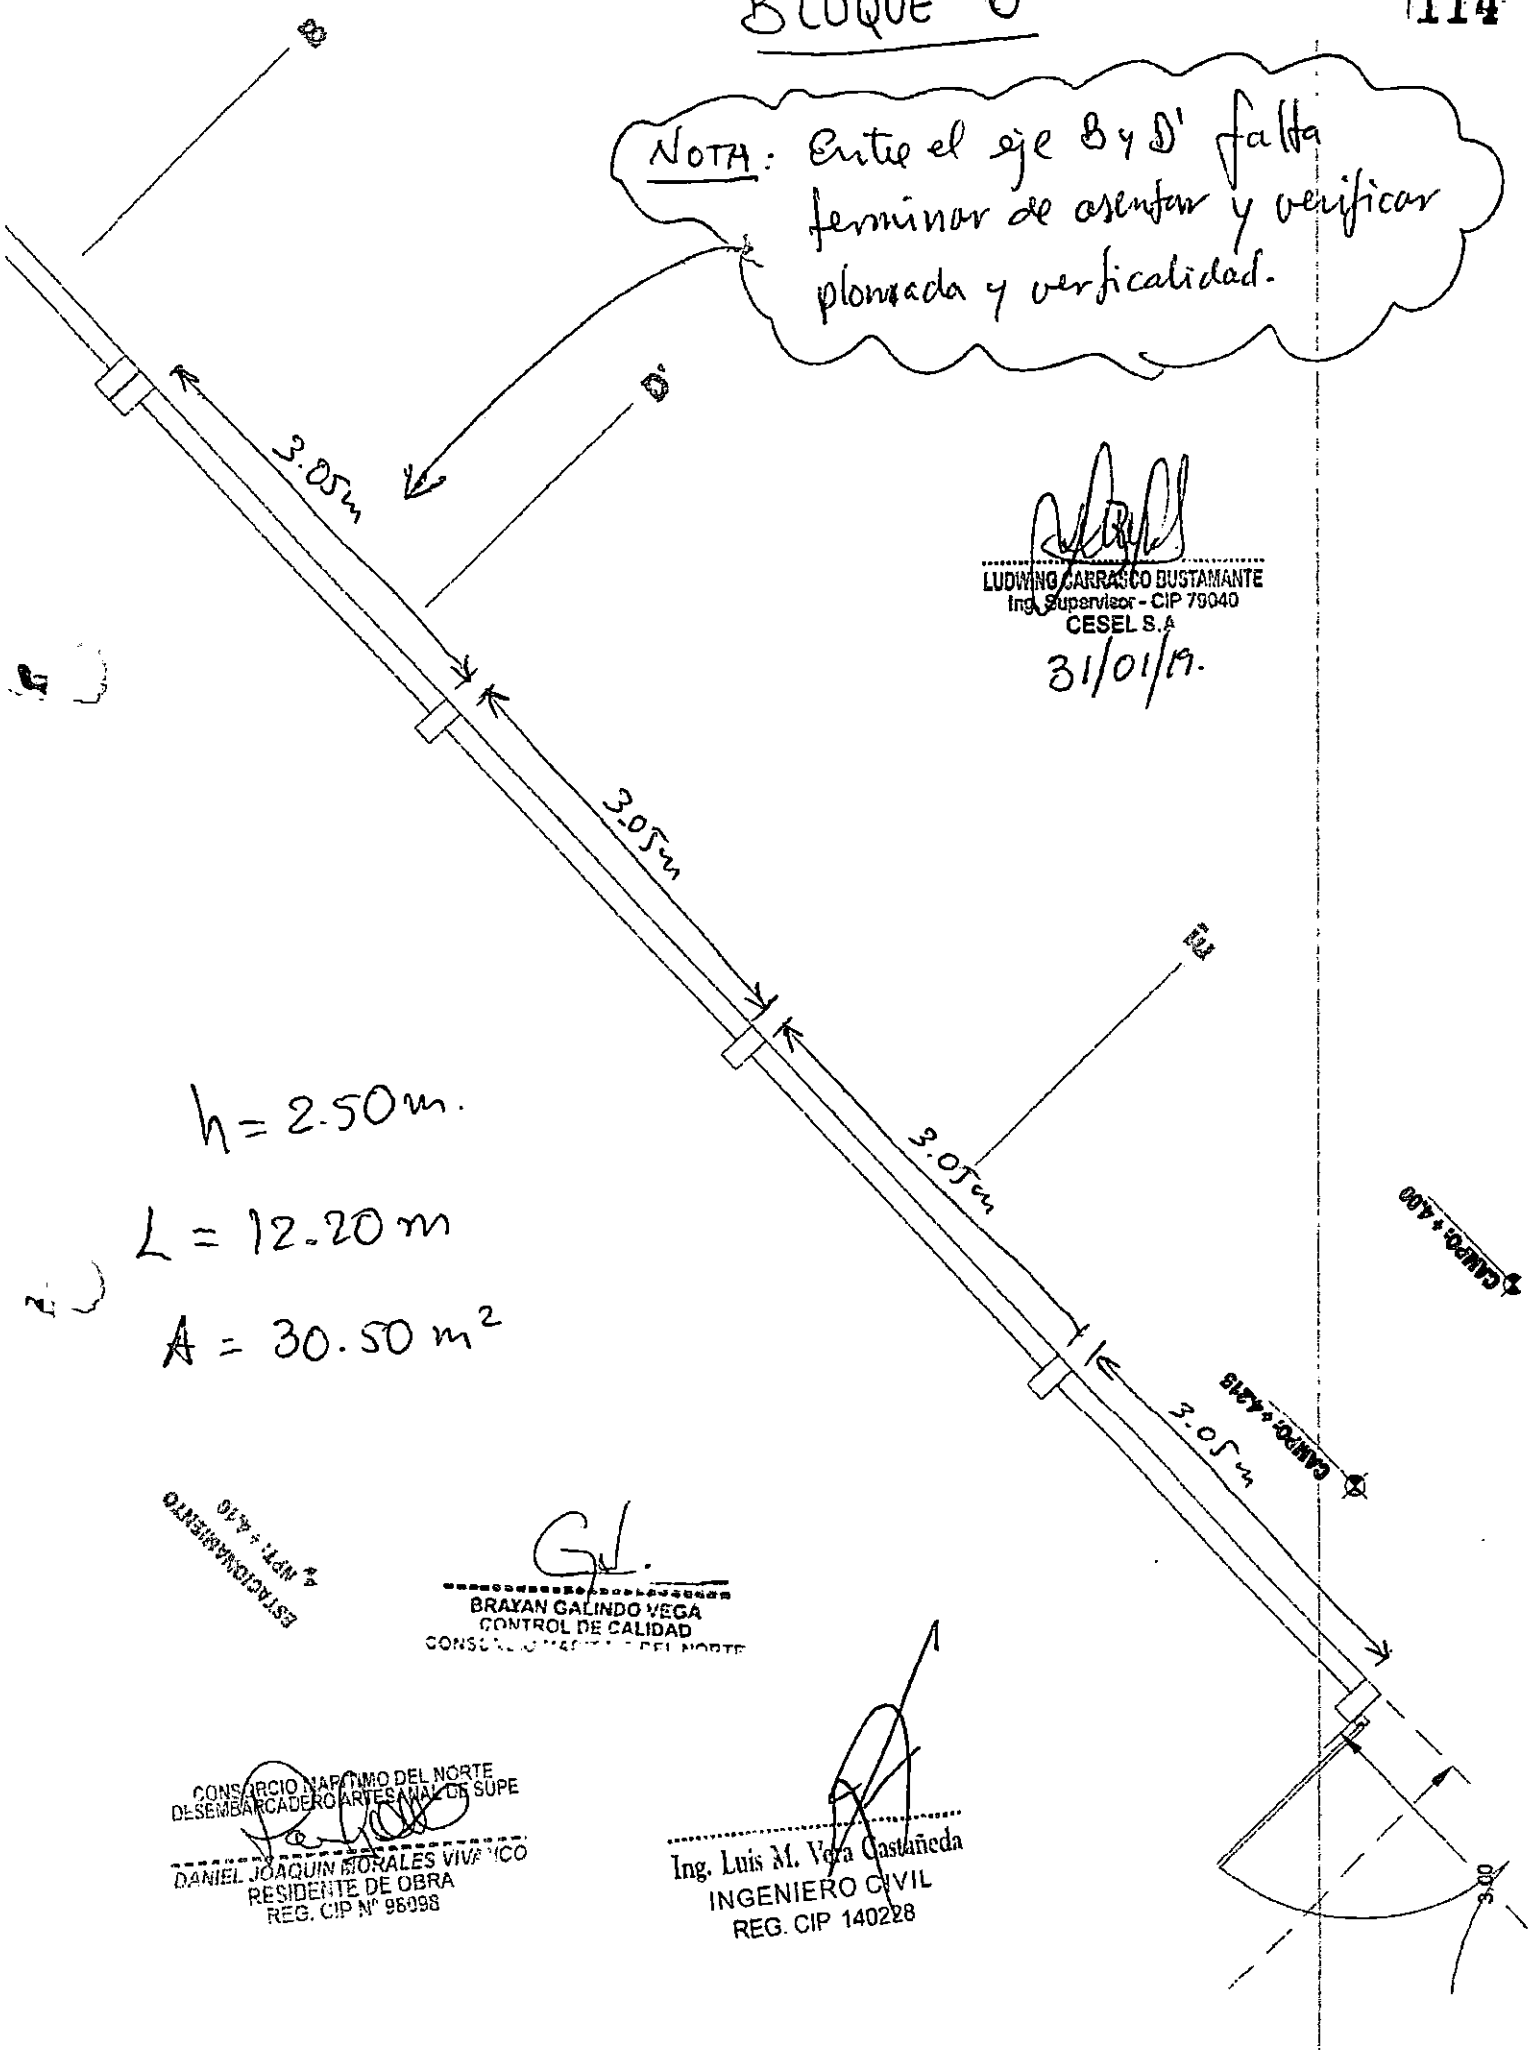 BLOQUE
114
NOTA: Entre el eje B y D' falta
terminar de asentar y verificar
plomada y verticalidad.
B
D'
3.05m
LUDWING CARRASCO BUSTAMANTE
Ing. Supervisor - CIP 79040
CESEL S.A
31/01/19.
3.05m
3.05m
h = 2.50 m.
L = 12.20 m
A = 30.50 m²
CAMPO: + 4.00
CAMPO: + 4.215
3.05m
ESTACIONAMIENTO
NPT: + 4.10
BRAYAN GALINDO VEGA
CONTROL DE CALIDAD
DEL NORTE
CONSORCIO MARITIMO DEL NORTE
DESEMBARCADERO ARTESANAL DE SUPE
DANIEL JOAQUIN MORALES VIVANCO
RESIDENTE DE OBRA
REG. CIP N° 98098
Ing. Luis M. Vera Castañeda
INGENIERO CIVIL
REG. CIP 140228
3.00